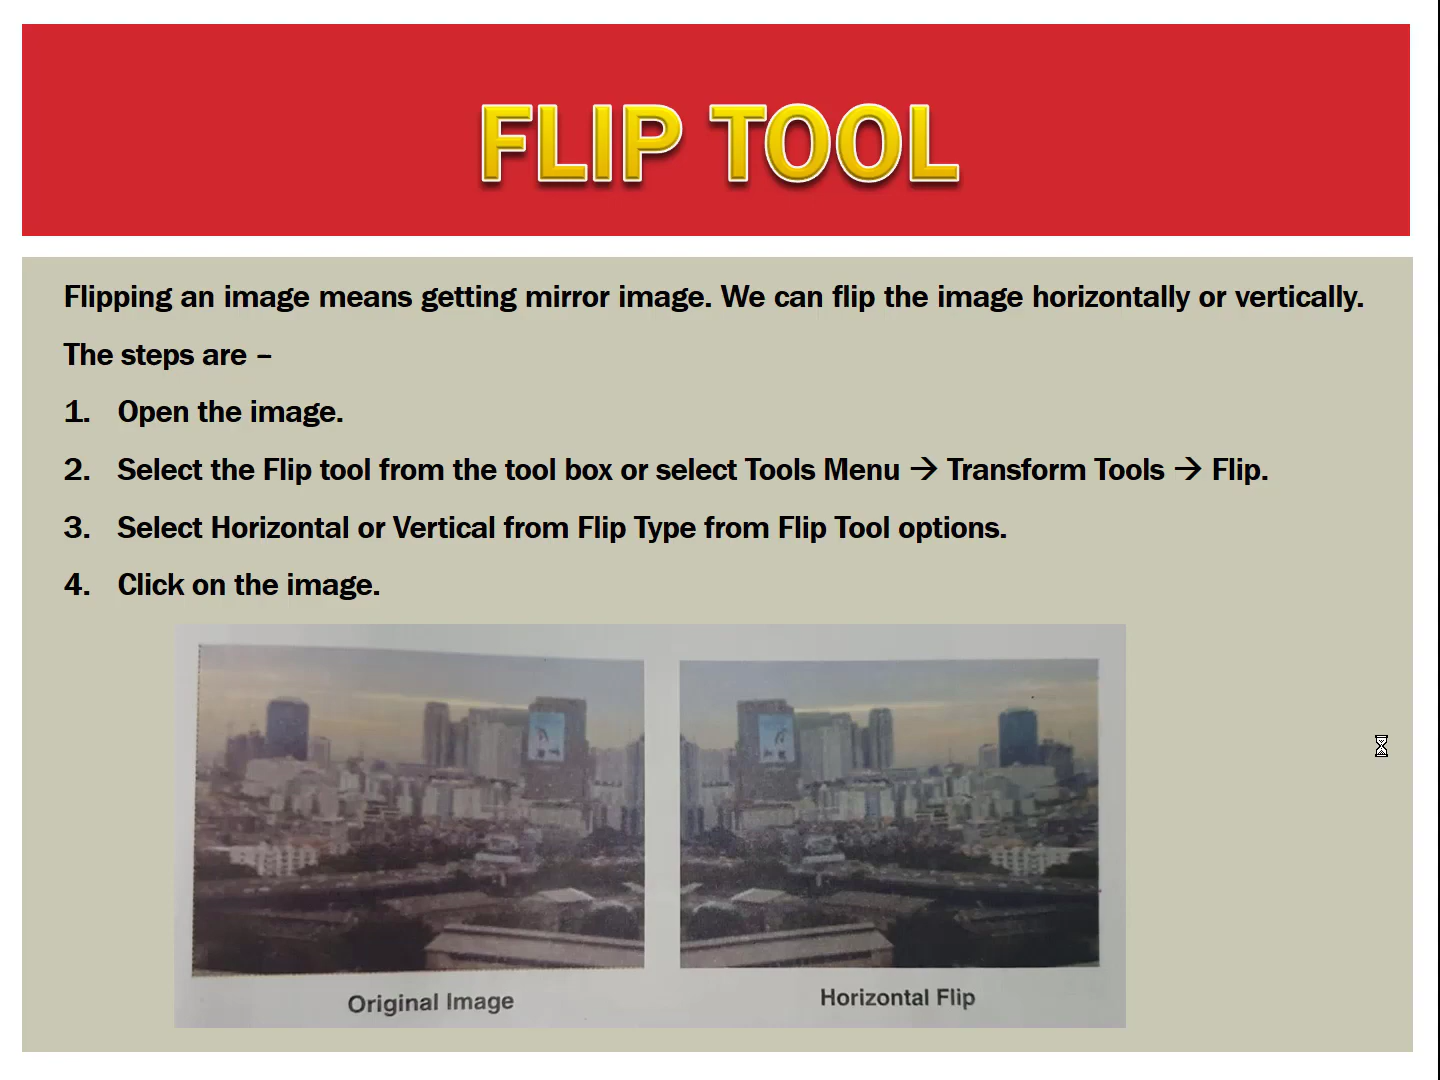 FLIP TOOL
Flipping an image means getting mirror image. We can flip the image horizontally or vertically.
The steps are –
1. Open the image.
2. Select the Flip tool from the tool box or select Tools Menu → Transform Tools → Flip.
3. Select Horizontal or Vertical from Flip Type from Flip Tool options.
4. Click on the image.
Original Image
Horizontal Flip